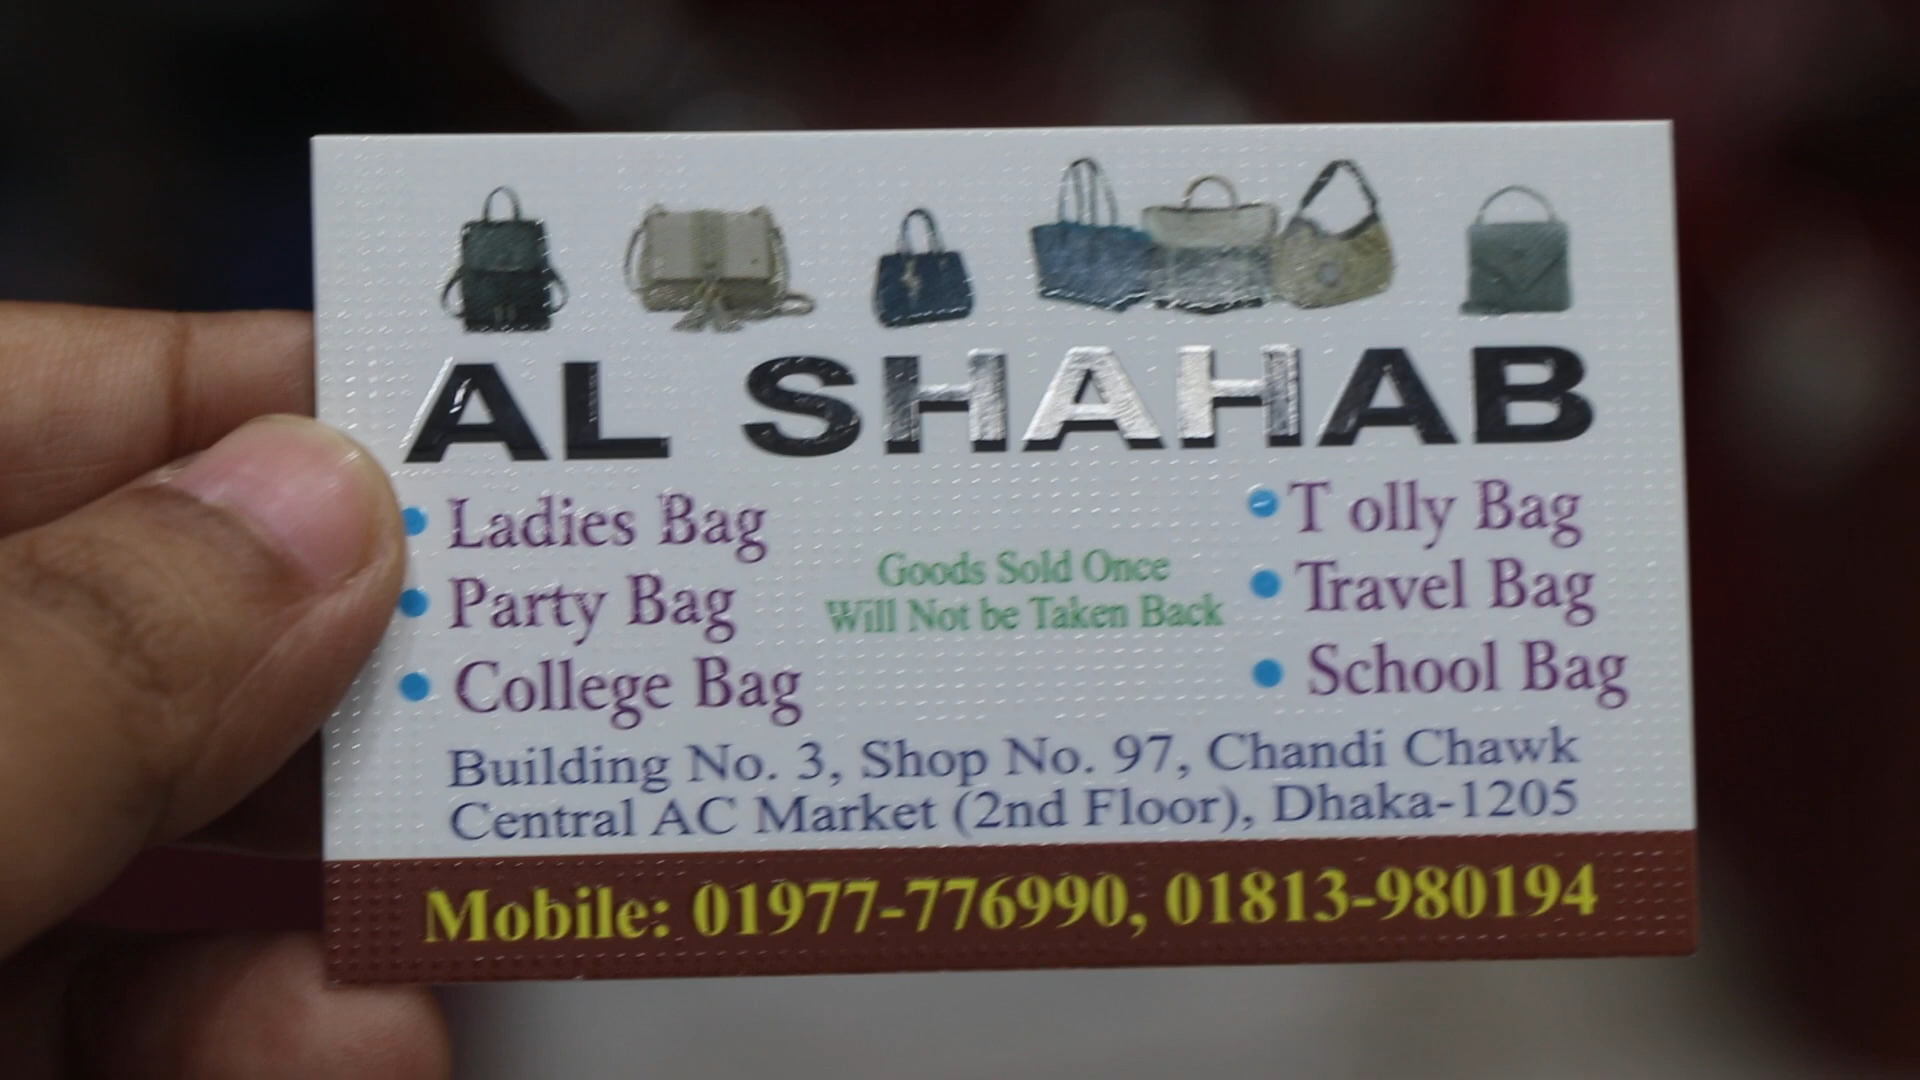 AL SHAHAB
• Ladies Bag
• Party Bag
• College Bag
Goods Sold Once
Will Not be Taken Back
• T olly Bag
• Travel Bag
• School Bag
Building No. 3, Shop No. 97, Chandi Chawk
Central AC Market (2nd Floor), Dhaka-1205
Mobile: 01977-776990, 01813-980194